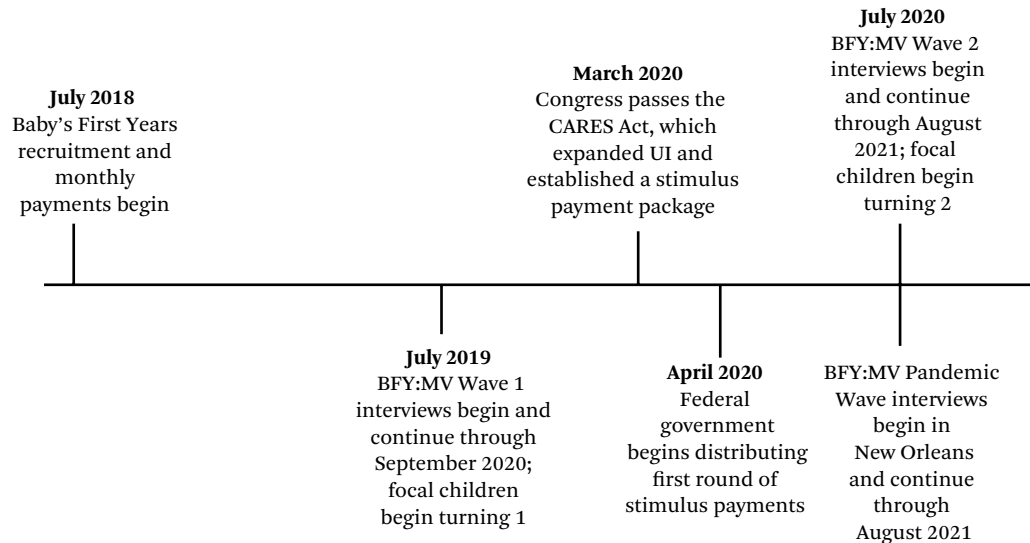 July 2018
Baby's First Years
recruitment and
monthly
payments begin
July 2019
BFY:MV Wave 1
interviews begin and
continue through
September 2020;
focal children
begin turning 1
March 2020
Congress passes the
CARES Act, which
expanded UI and
established a stimulus
payment package
April 2020
Federal
government
begins distributing
first round of
stimulus payments
July 2020
BFY:MV Wave 2
interviews begin
and continue
through August
2021; focal
children begin
turning 2
BFY:MV Pandemic
Wave interviews
begin in
New Orleans
and continue
through
August 2021